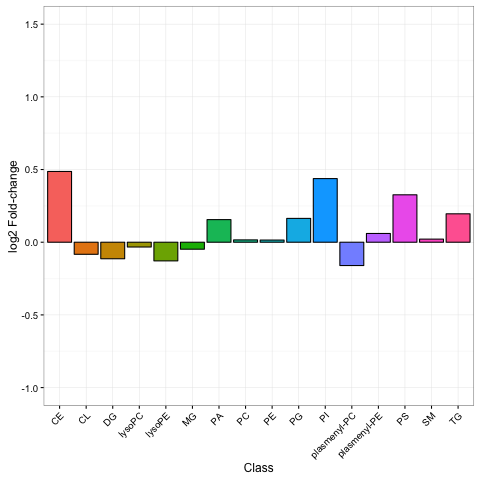 1.5
1.0
0.5
0.0
-0.5
-1.0
log2 Fold-change
CE
CL
DG
lysoPC
lysoPE
MG
PA
PC
PE
PG
PI
plasmenyl-PC
plasmenyl-PE
PS
SM
TG
Class